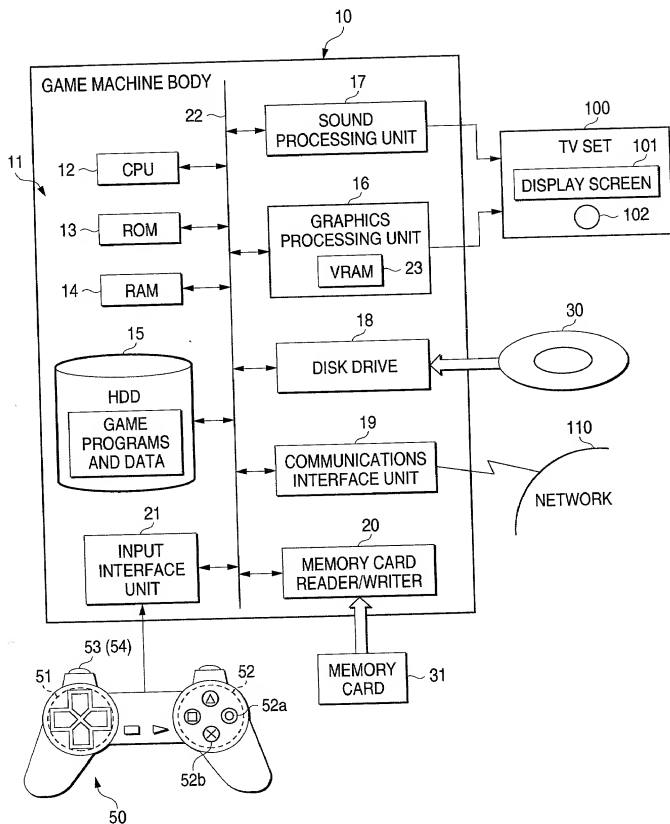 10
GAME MACHINE BODY
17
22
SOUND
PROCESSING UNIT
100
TV SET
101
DISPLAY SCREEN
102
11
12
CPU
16
GRAPHICS
PROCESSING UNIT
VRAM
23
13
ROM
14
RAM
15
HDD
GAME
PROGRAMS
AND DATA
18
DISK DRIVE
30
19
COMMUNICATIONS
INTERFACE UNIT
110
NETWORK
21
INPUT
INTERFACE
UNIT
20
MEMORY CARD
READER/WRITER
53 (54)
51
52
52a
52b
MEMORY
CARD
31
50